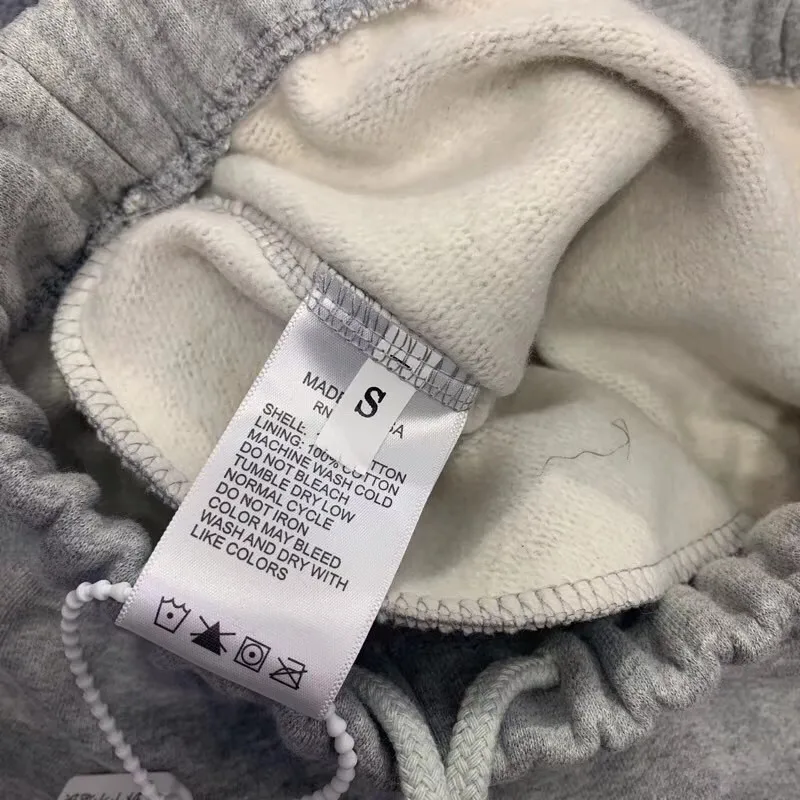 S
MADE
RN
SHELL:
LINING: 100% COTTON
MACHINE WASH COLD
DO NOT BLEACH
TUMBLE DRY LOW
NORMAL CYCLE
DO NOT IRON
COLOR MAY BLEED
WASH AND DRY WITH
LIKE COLORS